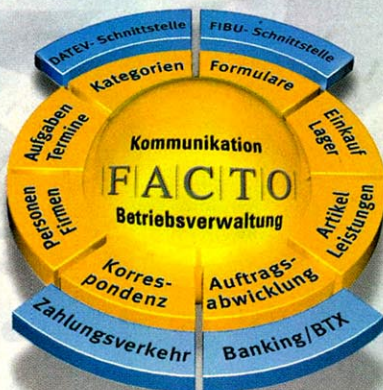 DATEV-Schnittstelle
FIBU-Schnittstelle
Kategorien
Formulare
Aufgaben
Termine
Einkauf
Lager
Kommunikation
FACTO
Betriebsverwaltung
Personen
Firmen
Artikel
Leistungen
Korres-
pondenz
Auftrags-
abwicklung
Zahlungsverkehr
Banking/BTX